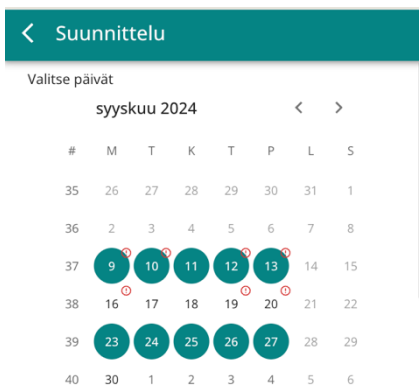 Suunnittelu
Valitse päivät
syyskuu 2024
# M T K T P L S
35 26 27 28 29 30 31 1
36 2 3 4 5 6 7 8
37 9 10 11 12 13 14 15
38 16 17 18 19 20 21 22
39 23 24 25 26 27 28 29
40 30 1 2 3 4 5 6